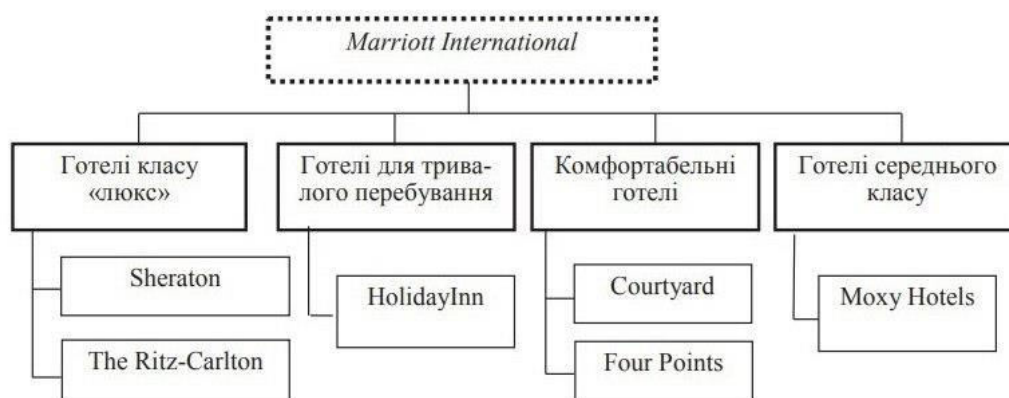 Marriott International
Готелі класу
«люкс»
Готелі для трива-
лого перебування
Комфортабельні
готелі
Готелі середнього
класу
Sheraton
The Ritz-Carlton
HolidayInn
Courtyard
Four Points
Moxy Hotels